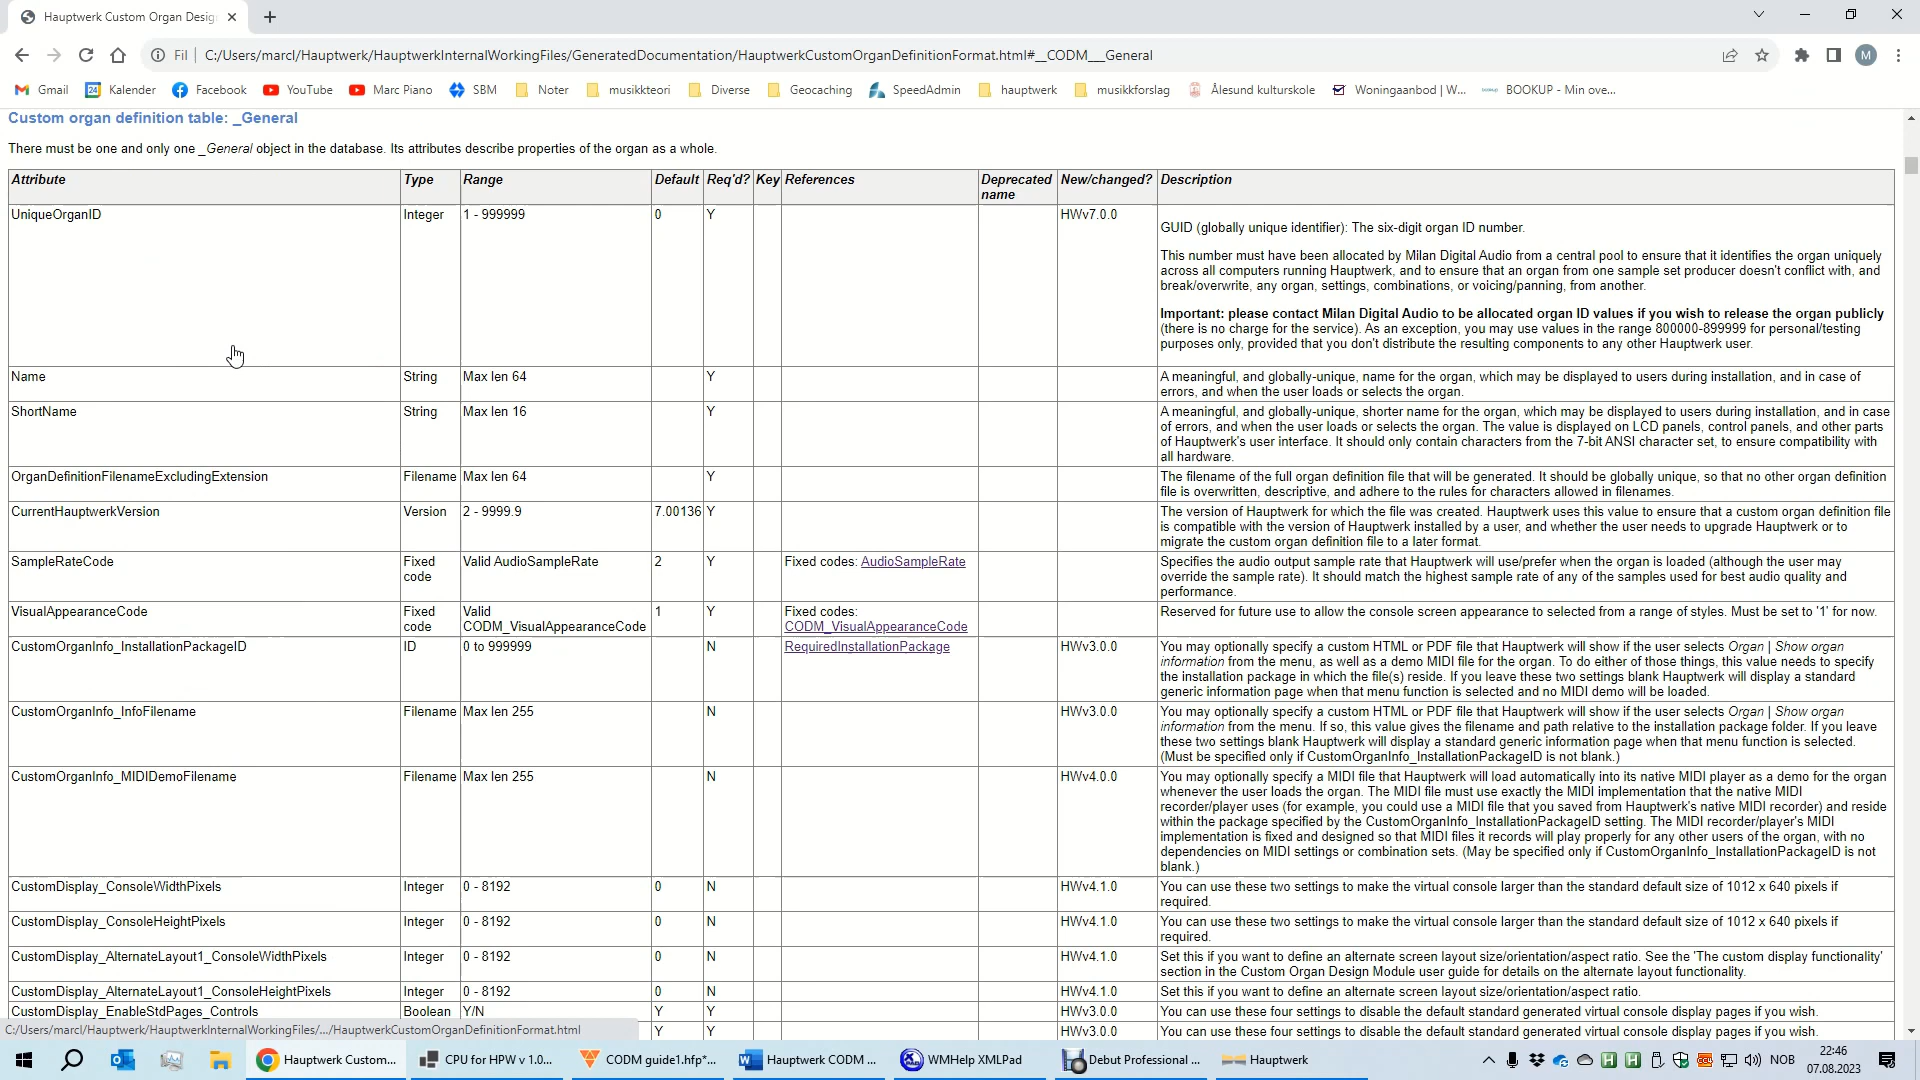 Hauptwerk Custom Organ Desig
Fil C:/Users/marcl/Hauptwerk/HauptwerkInternalWorkingFiles/GeneratedDocumentation/HauptwerkCustomOrganDefinitionFormat.html#__CODM___General
M
Gmail Kalender Facebook YouTube Marc Piano SBM Noter musikkteori Diverse Geocaching SpeedAdmin hauptwerk musikkforslag Ålesund kulturskole Woningaanbod | W... BOOKUP - Min ove...
Custom organ definition table: _General
There must be one and only one _General object in the database. Its attributes describe properties of the organ as a whole.
Attribute Type Range Default Req'd? Key References Deprecated name New/changed? Description
UniqueOrganID Integer 1 - 999999 0 Y HWv7.0.0
GUID (globally unique identifier): The six-digit organ ID number.
This number must have been allocated by Milan Digital Audio from a central pool to ensure that it identifies the organ uniquely
across all computers running Hauptwerk, and to ensure that an organ from one sample set producer doesn't conflict with, and
break/overwrite, any organ, settings, combinations, or voicing/panning, from another.
Important: please contact Milan Digital Audio to be allocated organ ID values if you wish to release the organ publicly
(there is no charge for the service). As an exception, you may use values in the range 800000-899999 for personal/testing
purposes only, provided that you don't distribute the resulting components to any other Hauptwerk user.
Name String Max len 64 Y A meaningful, and globally-unique, name for the organ, which may be displayed to users during installation, and in case of
errors, and when the user loads or selects the organ.
ShortName String Max len 16 Y A meaningful, and globally-unique, shorter name for the organ, which may be displayed to users during installation, and in case
of errors, and when the user loads or selects the organ. The value is displayed on LCD panels, control panels, and other parts
of Hauptwerk's user interface. It should only contain characters from the 7-bit ANSI character set, to ensure compatibility with
all hardware.
OrganDefinitionFilenameExcludingExtension Filename Max len 64 Y The filename of the full organ definition file that will be generated. It should be globally unique, so that no other organ definition
file is overwritten, descriptive, and adhere to the rules for characters allowed in filenames.
CurrentHauptwerkVersion Version 2 - 9999.9 7.00136 Y The version of Hauptwerk for which the file was created. Hauptwerk uses this value to ensure that a custom organ definition file
is compatible with the version of Hauptwerk installed by a user, and whether the user needs to upgrade Hauptwerk or to
migrate the custom organ definition file to a later format.
SampleRateCode Fixed code Valid AudioSampleRate 2 Y Fixed codes: AudioSampleRate Specifies the audio output sample rate that Hauptwerk will use/prefer when the organ is loaded (although the user may
override the sample rate). It should match the highest sample rate of any of the samples used for best audio quality and
performance.
VisualAppearanceCode Fixed code Valid CODM_VisualAppearanceCode 1 Y Fixed codes: CODM_VisualAppearanceCode Reserved for future use to allow the console screen appearance to selected from a range of styles. Must be set to '1' for now.
CustomOrganInfo_InstallationPackageID ID 0 to 999999 N RequiredInstallationPackage HWv3.0.0 You may optionally specify a custom HTML or PDF file that Hauptwerk will show if the user selects Organ | Show organ
information from the menu, as well as a demo MIDI file for the organ. To do either of those things, this value needs to specify
the installation package in which the file(s) reside. If you leave these two settings blank Hauptwerk will display a standard
generic information page when that menu function is selected and no MIDI demo will be loaded.
CustomOrganInfo_InfoFilename Filename Max len 255 N HWv3.0.0 You may optionally specify a custom HTML or PDF file that Hauptwerk will show if the user selects Organ | Show organ
information from the menu. If so, this value gives the filename and path relative to the installation package folder. If you leave
these two settings blank Hauptwerk will display a standard generic information page when that menu function is selected.
(Must be specified only if CustomOrganInfo_InstallationPackageID is not blank.)
CustomOrganInfo_MIDIDemoFilename Filename Max len 255 N HWv4.0.0 You may optionally specify a MIDI file that Hauptwerk will load automatically into its native MIDI player as a demo for the organ
whenever the user loads the organ. The MIDI file must use exactly the MIDI implementation that the native MIDI
recorder/player uses (for example, you could use a MIDI file that you saved from Hauptwerk's native MIDI recorder) and reside
within the package specified by the CustomOrganInfo_InstallationPackageID setting. The MIDI recorder/player's MIDI
implementation is fixed and designed so that MIDI files it records will play properly for any other users of the organ, with no
dependencies on MIDI settings or combination sets. (May be specified only if CustomOrganInfo_InstallationPackageID is not
blank.)
CustomDisplay_ConsoleWidthPixels Integer 0 - 8192 0 N HWv4.1.0 You can use these two settings to make the virtual console larger than the standard default size of 1012 x 640 pixels if
required.
CustomDisplay_ConsoleHeightPixels Integer 0 - 8192 0 N HWv4.1.0 You can use these two settings to make the virtual console larger than the standard default size of 1012 x 640 pixels if
required.
CustomDisplay_AlternateLayout1_ConsoleWidthPixels Integer 0 - 8192 0 N HWv4.1.0 Set this if you want to define an alternate screen layout size/orientation/aspect ratio. See the 'The custom display functionality'
section in the Custom Organ Design Module user guide for details on the alternate layout functionality.
CustomDisplay_AlternateLayout1_ConsoleHeightPixels Integer 0 - 8192 0 N HWv4.1.0 Set this if you want to define an alternate screen layout size/orientation/aspect ratio.
CustomDisplay_EnableStdPages_Controls Boolean Y/N Y Y HWv3.0.0 You can use these four settings to disable the default standard generated virtual console display pages if you wish.
C:/Users/marcl/Hauptwerk/HauptwerkInternalWorkingFiles/.../HauptwerkCustomOrganDefinitionFormat.html Y Y HWv3.0.0 You can use these four settings to disable the default standard generated virtual console display pages if you wish.
Hauptwerk Custom... CPU for HPW v 1.0... CODM guide1.hfp*... Hauptwerk CODM ... WMHelp XMLPad Debut Professional ... Hauptwerk NOB 22:46
07.08.2023